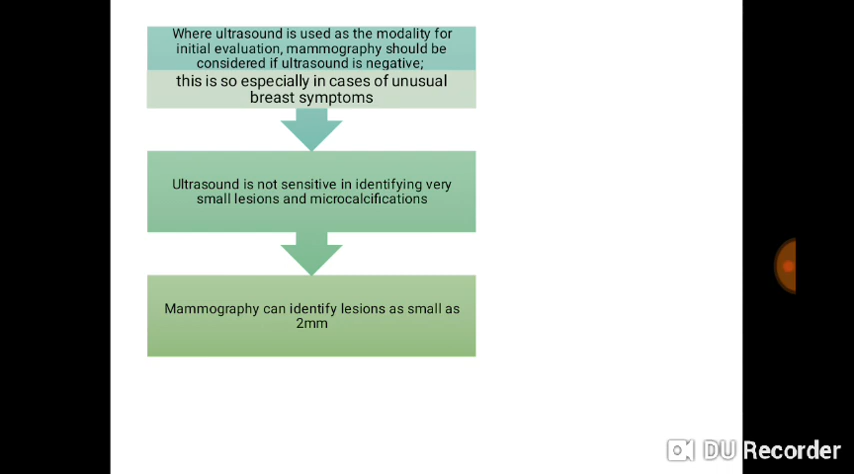 Where ultrasound is used as the modality for
initial evaluation, mammography should be
considered if ultrasound is negative;
this is so especially in cases of unusual
breast symptoms
Ultrasound is not sensitive in identifying very
small lesions and microcalcifications
Mammography can identify lesions as small as
2mm
DU Recorder